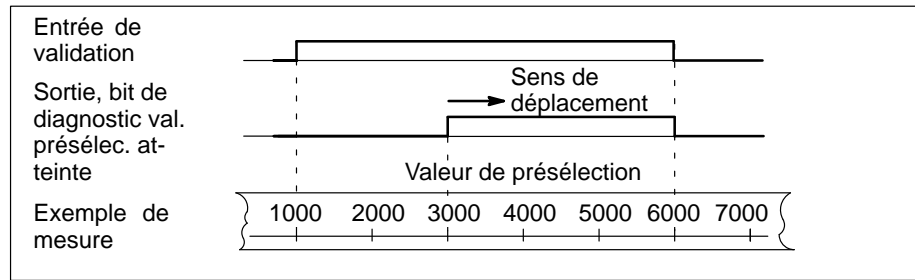 Entrée de
validation
Sortie, bit de
diagnostic val.
présélec. at-
teinte
Sens de
déplacement
Valeur de présélection
Exemple de
mesure
1000 2000 3000 4000 5000 6000 7000